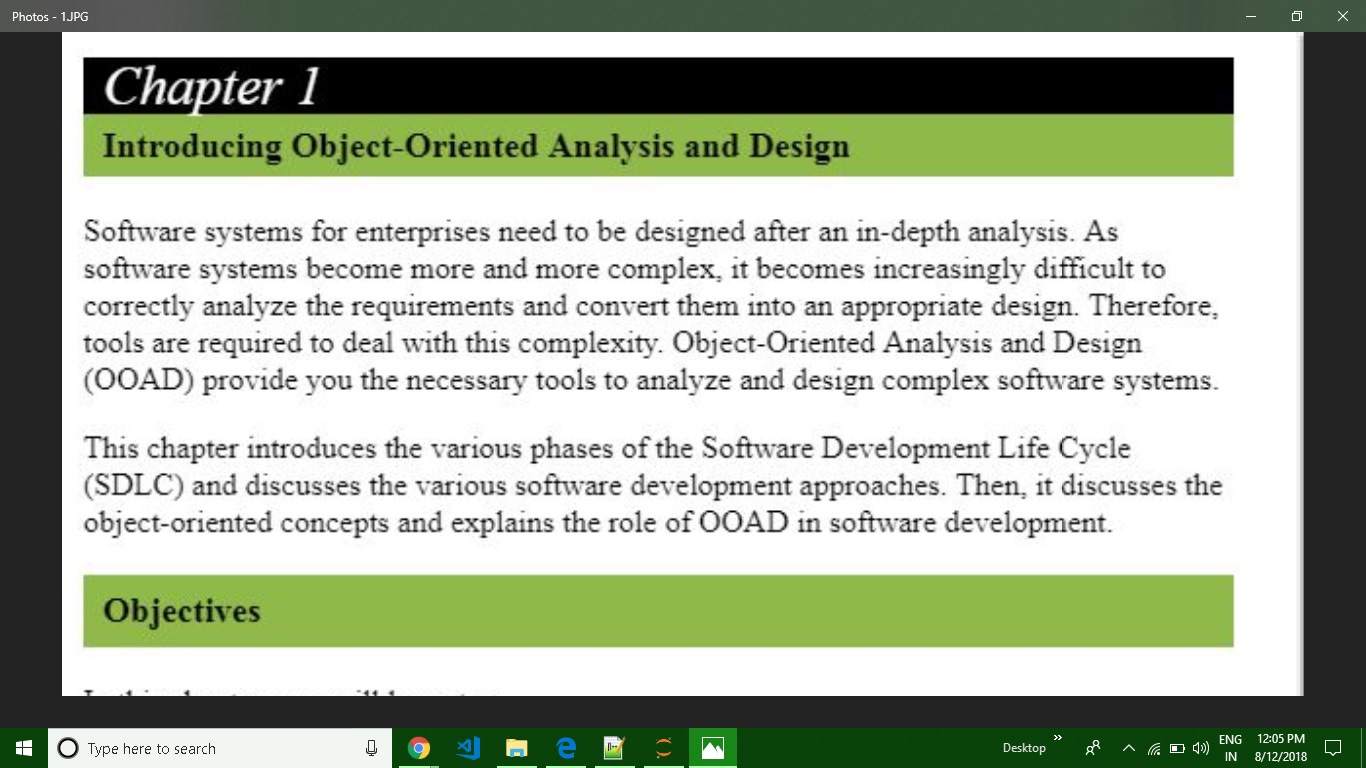 Photos - 1.JPG
Chapter 1
Introducing Object-Oriented Analysis and Design
Software systems for enterprises need to be designed after an in-depth analysis. As
software systems become more and more complex, it becomes increasingly difficult to
correctly analyze the requirements and convert them into an appropriate design. Therefore,
tools are required to deal with this complexity. Object-Oriented Analysis and Design
(OOAD) provide you the necessary tools to analyze and design complex software systems.
This chapter introduces the various phases of the Software Development Life Cycle
(SDLC) and discusses the various software development approaches. Then, it discusses the
object-oriented concepts and explains the role of OOAD in software development.
Objectives
Type here to search
Desktop
ENG
IN
12:05 PM
8/12/2018